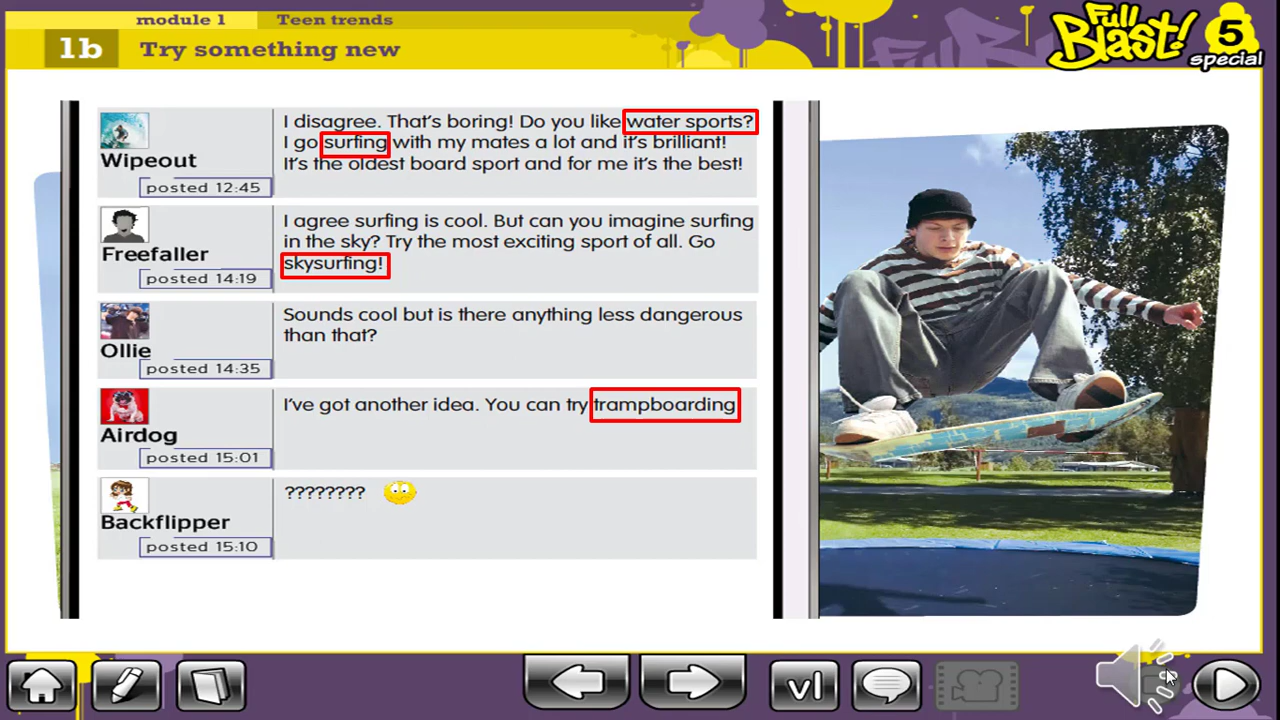 module 1 Teen trends
1b Try something new
Full Blast! 5 special
I disagree. That's boring! Do you like water sports?
I go surfing with my mates a lot and it's brilliant!
It's the oldest board sport and for me it's the best!
Wipeout
posted 12:45
I agree surfing is cool. But can you imagine surfing
in the sky? Try the most exciting sport of all. Go
skysurfing!
Freefaller
posted 14:19
Sounds cool but is there anything less dangerous
than that?
Ollie
posted 14:35
I've got another idea. You can try trampboarding
Airdog
posted 15:01
????????
Backflipper
posted 15:10
vl